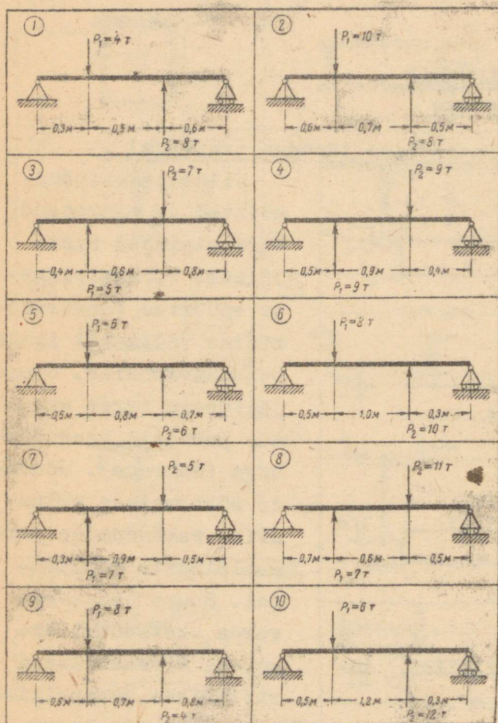 1
P₁=4 т
0,3м 0,5м 0,6м
P₂=8 т
2
P₁=10 т
0,6м 0,7м 0,5м
P₂=8 т
3
P₂=7 т
0,4м 0,6м 0,8м
P₁=5 т
4
P₂=9 т
0,5м 0,9м 0,4м
P₁=9 т
5
P₁=6 т
0,5м 0,8м 0,7м
P₂=6 т
6
P₁=8 т
0,5м 1,0м 0,3м
P₂=10 т
7
P₂=5 т
0,3м 0,9м 0,5м
P₁=7 т
8
P₂=11 т
0,7м 0,6м 0,5м
P₁=7 т
9
P₁=8 т
0,6м 0,7м 0,8м
P₂=4 т
10
P₁=6 т
0,5м 1,2м 0,3м
P₂=12 т